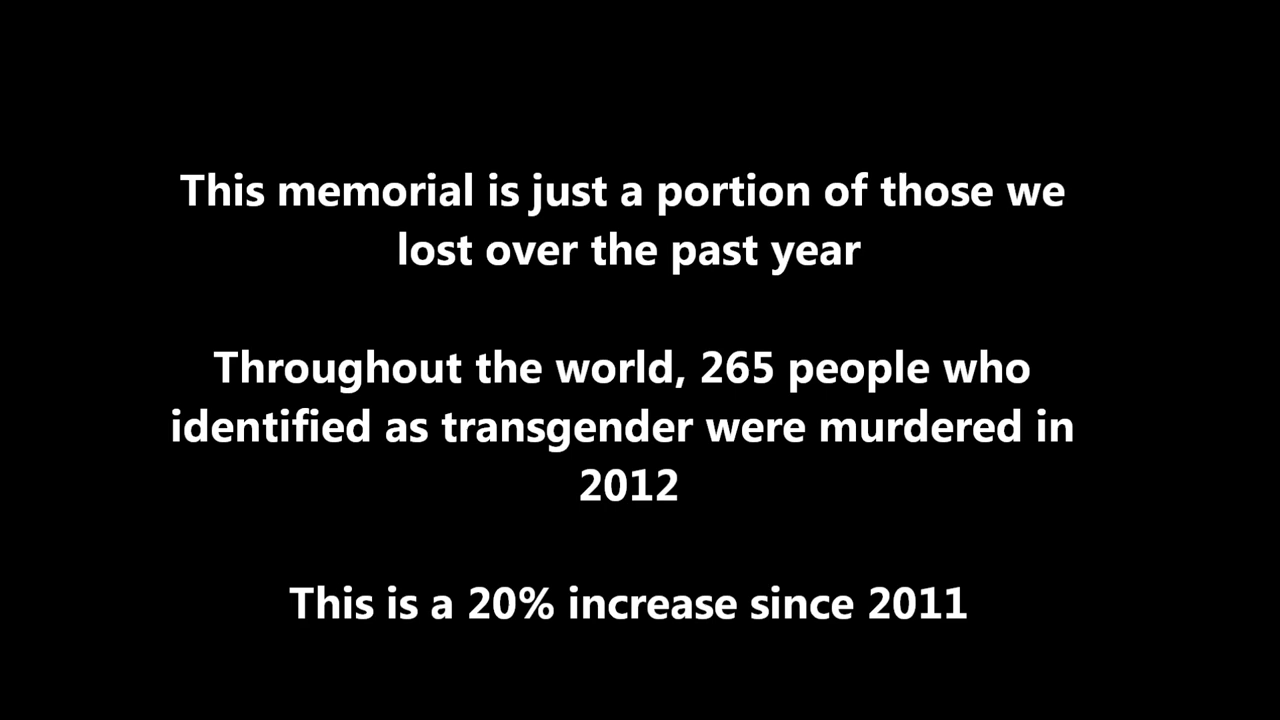 This memorial is just a portion of those we
lost over the past year
Throughout the world, 265 people who
identified as transgender were murdered in
2012
This is a 20% increase since 2011